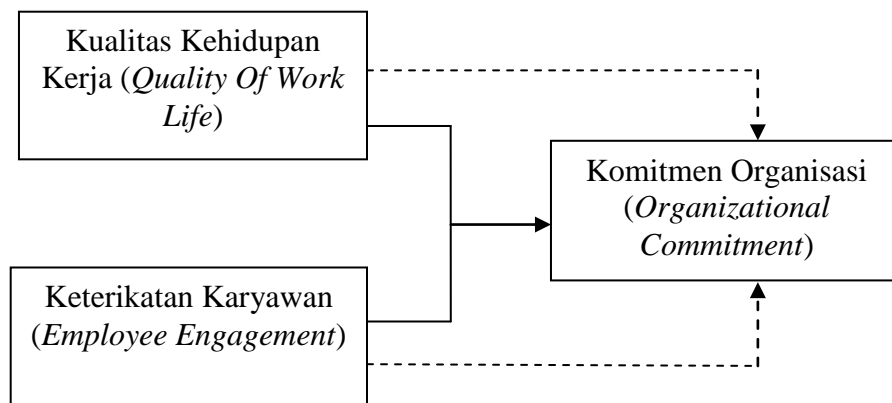 Kualitas Kehidupan
Kerja (Quality Of Work
Life)
Komitmen Organisasi
(Organizational
Commitment)
Keterikatan Karyawan
(Employee Engagement)